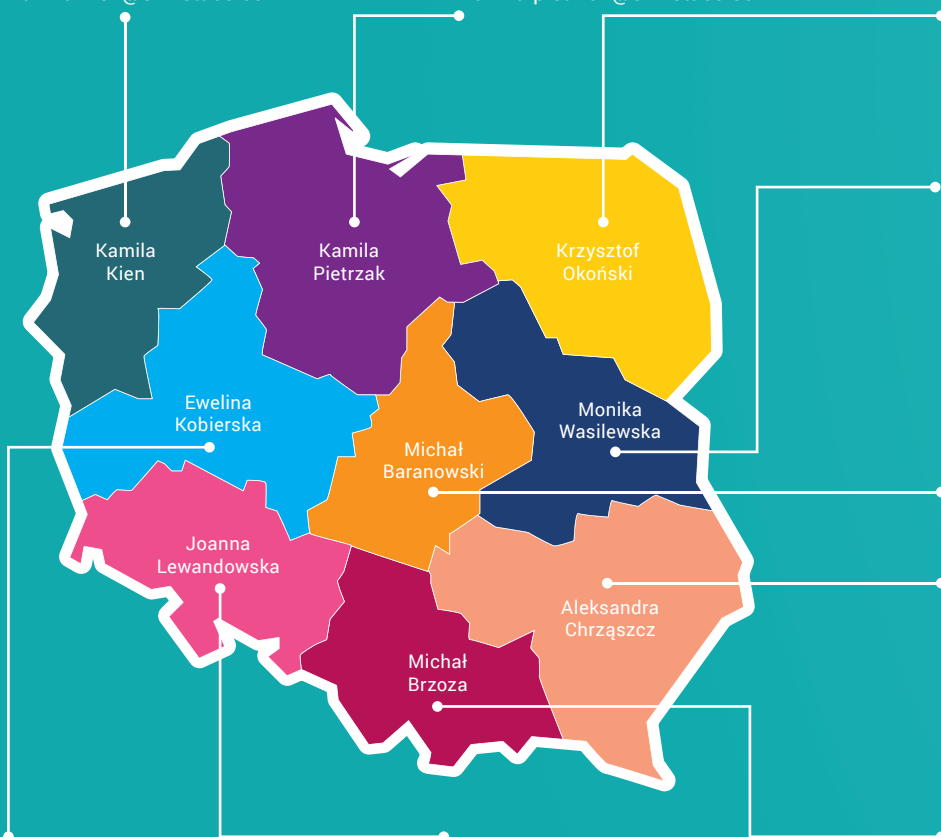 Kamila
Kien
Kamila
Pietrzak
Krzysztof
Okoński
Ewelina
Kobierska
Michał
Baranowski
Monika
Wasilewska
Joanna
Lewandowska
Aleksandra
Chrząszcz
Michał
Brzoza